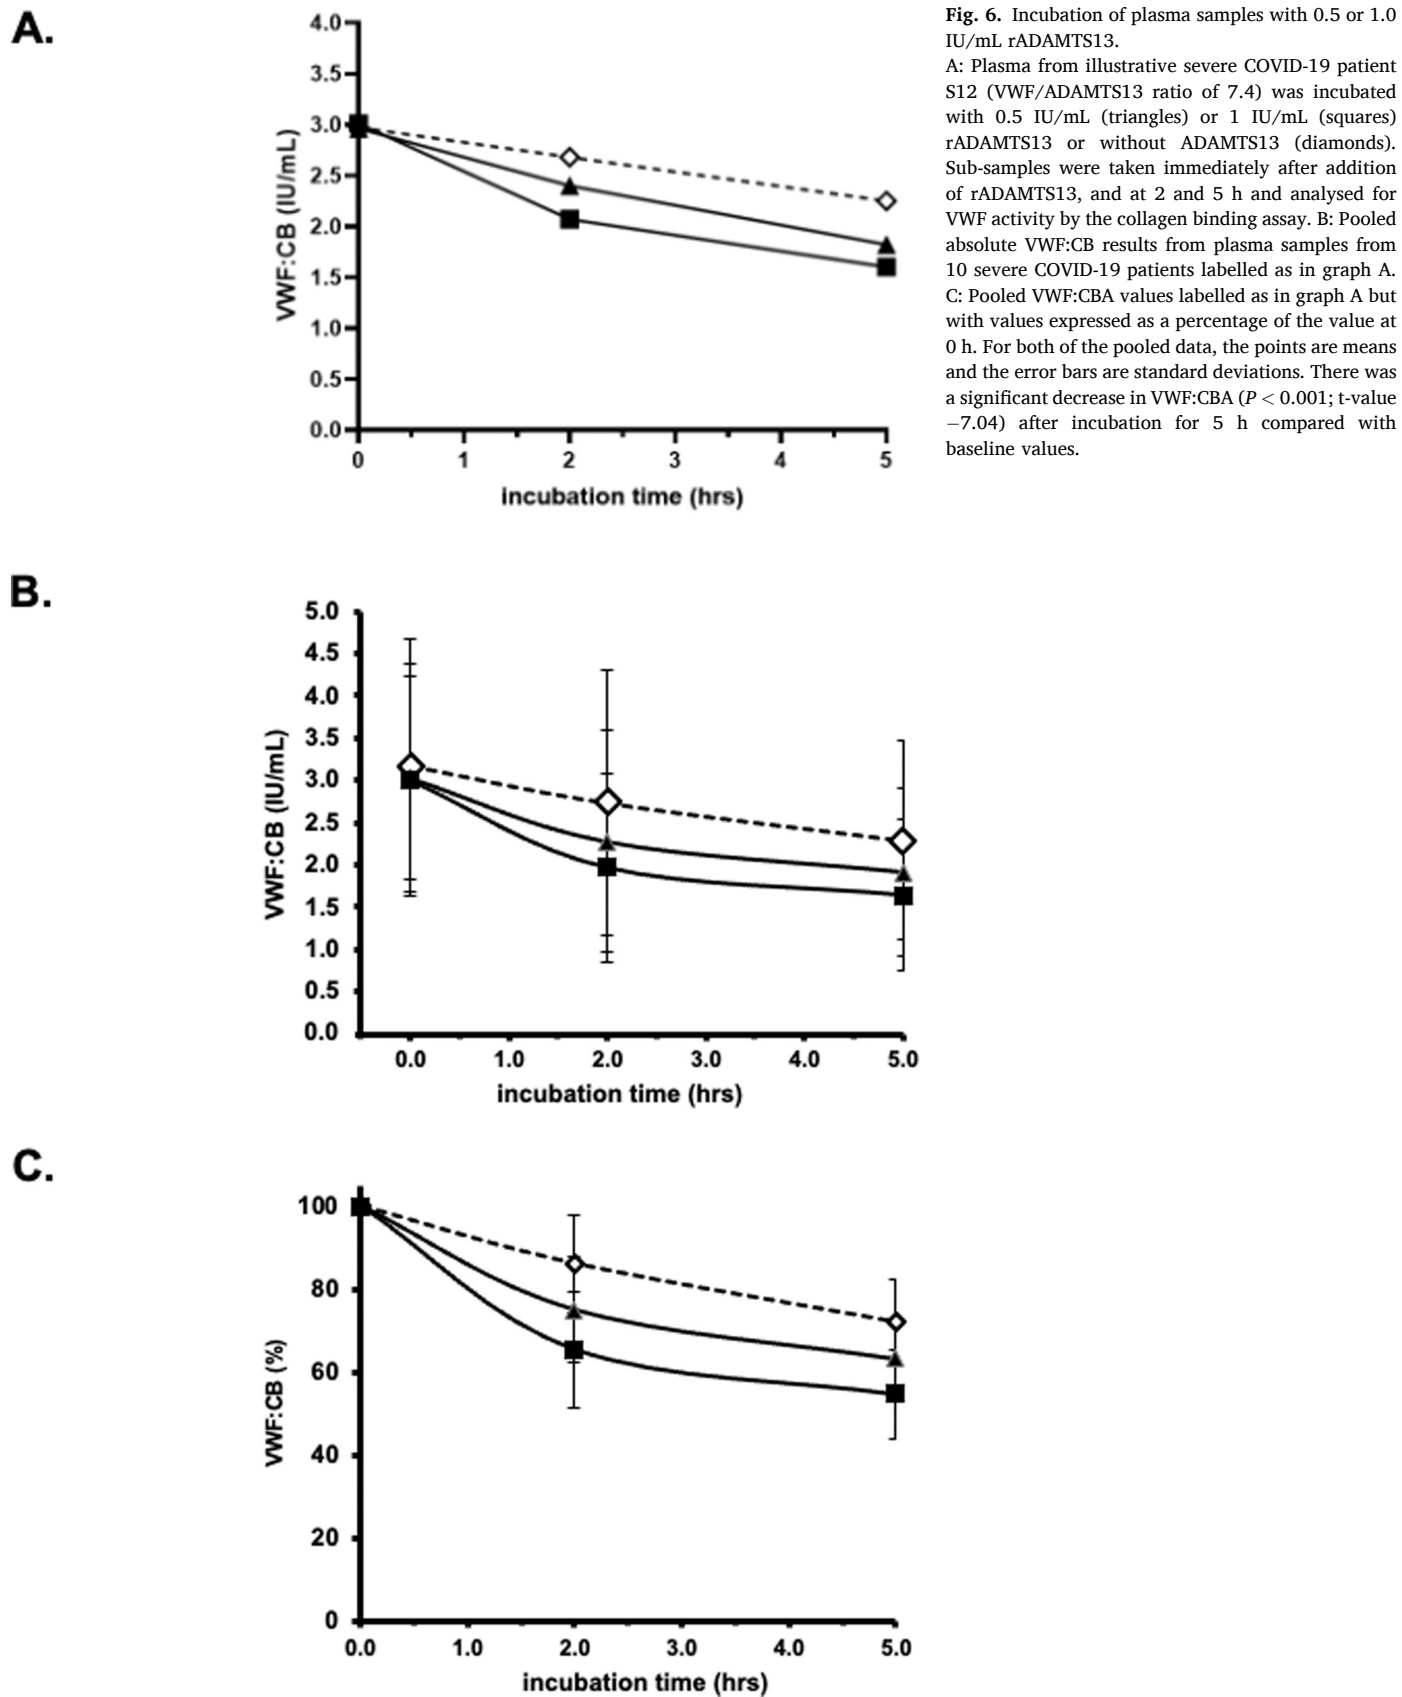 A.
4.0
3.5
3.0
2.5
2.0
1.5
1.0
0.5
0.0
VWF:CB (IU/mL)
0 1 2 3 4 5
incubation time (hrs)
Fig. 6. Incubation of plasma samples with 0.5 or 1.0
IU/mL rADAMTS13.
A: Plasma from illustrative severe COVID-19 patient
S12 (VWF/ADAMTS13 ratio of 7.4) was incubated
with 0.5 IU/mL (triangles) or 1 IU/mL (squares)
rADAMTS13 or without ADAMTS13 (diamonds).
Sub-samples were taken immediately after addition
of rADAMTS13, and at 2 and 5 h and analysed for
VWF activity by the collagen binding assay. B: Pooled
absolute VWF:CB results from plasma samples from
10 severe COVID-19 patients labelled as in graph A.
C: Pooled VWF:CBA values labelled as in graph A but
with values expressed as a percentage of the value at
0 h. For both of the pooled data, the points are means
and the error bars are standard deviations. There was
a significant decrease in VWF:CBA (P < 0.001; t-value
−7.04) after incubation for 5 h compared with
baseline values.
B.
5.0
4.5
4.0
3.5
3.0
2.5
2.0
1.5
1.0
0.5
0.0
VWF:CB (IU/mL)
0.0 1.0 2.0 3.0 4.0 5.0
incubation time (hrs)
C.
100
80
60
40
20
0
VWF:CB (%)
0.0 1.0 2.0 3.0 4.0 5.0
incubation time (hrs)